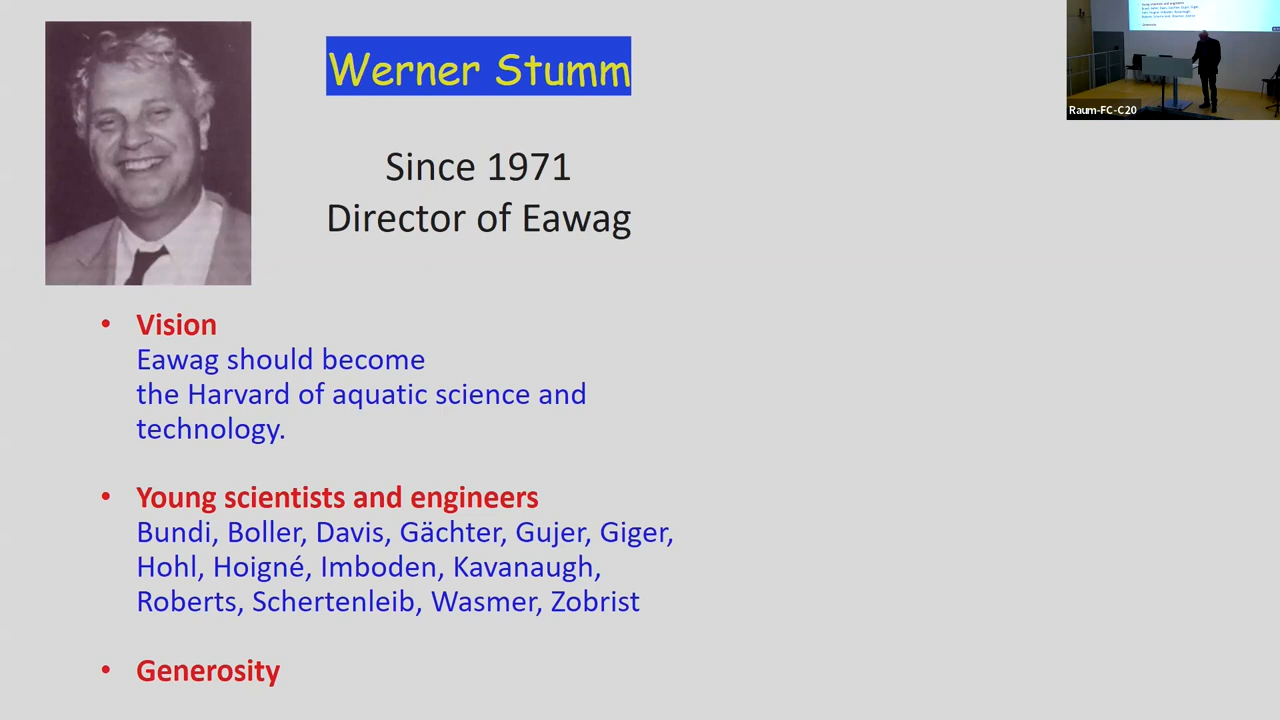 Werner Stumm
Since 1971
Director of Eawag
Raum-FC-C20
• Vision
Eawag should become
the Harvard of aquatic science and
technology.
• Young scientists and engineers
Bundi, Boller, Davis, Gächter, Gujer, Giger,
Hohl, Hoigné, Imboden, Kavanaugh,
Roberts, Schertenleib, Wasmer, Zobrist
• Generosity